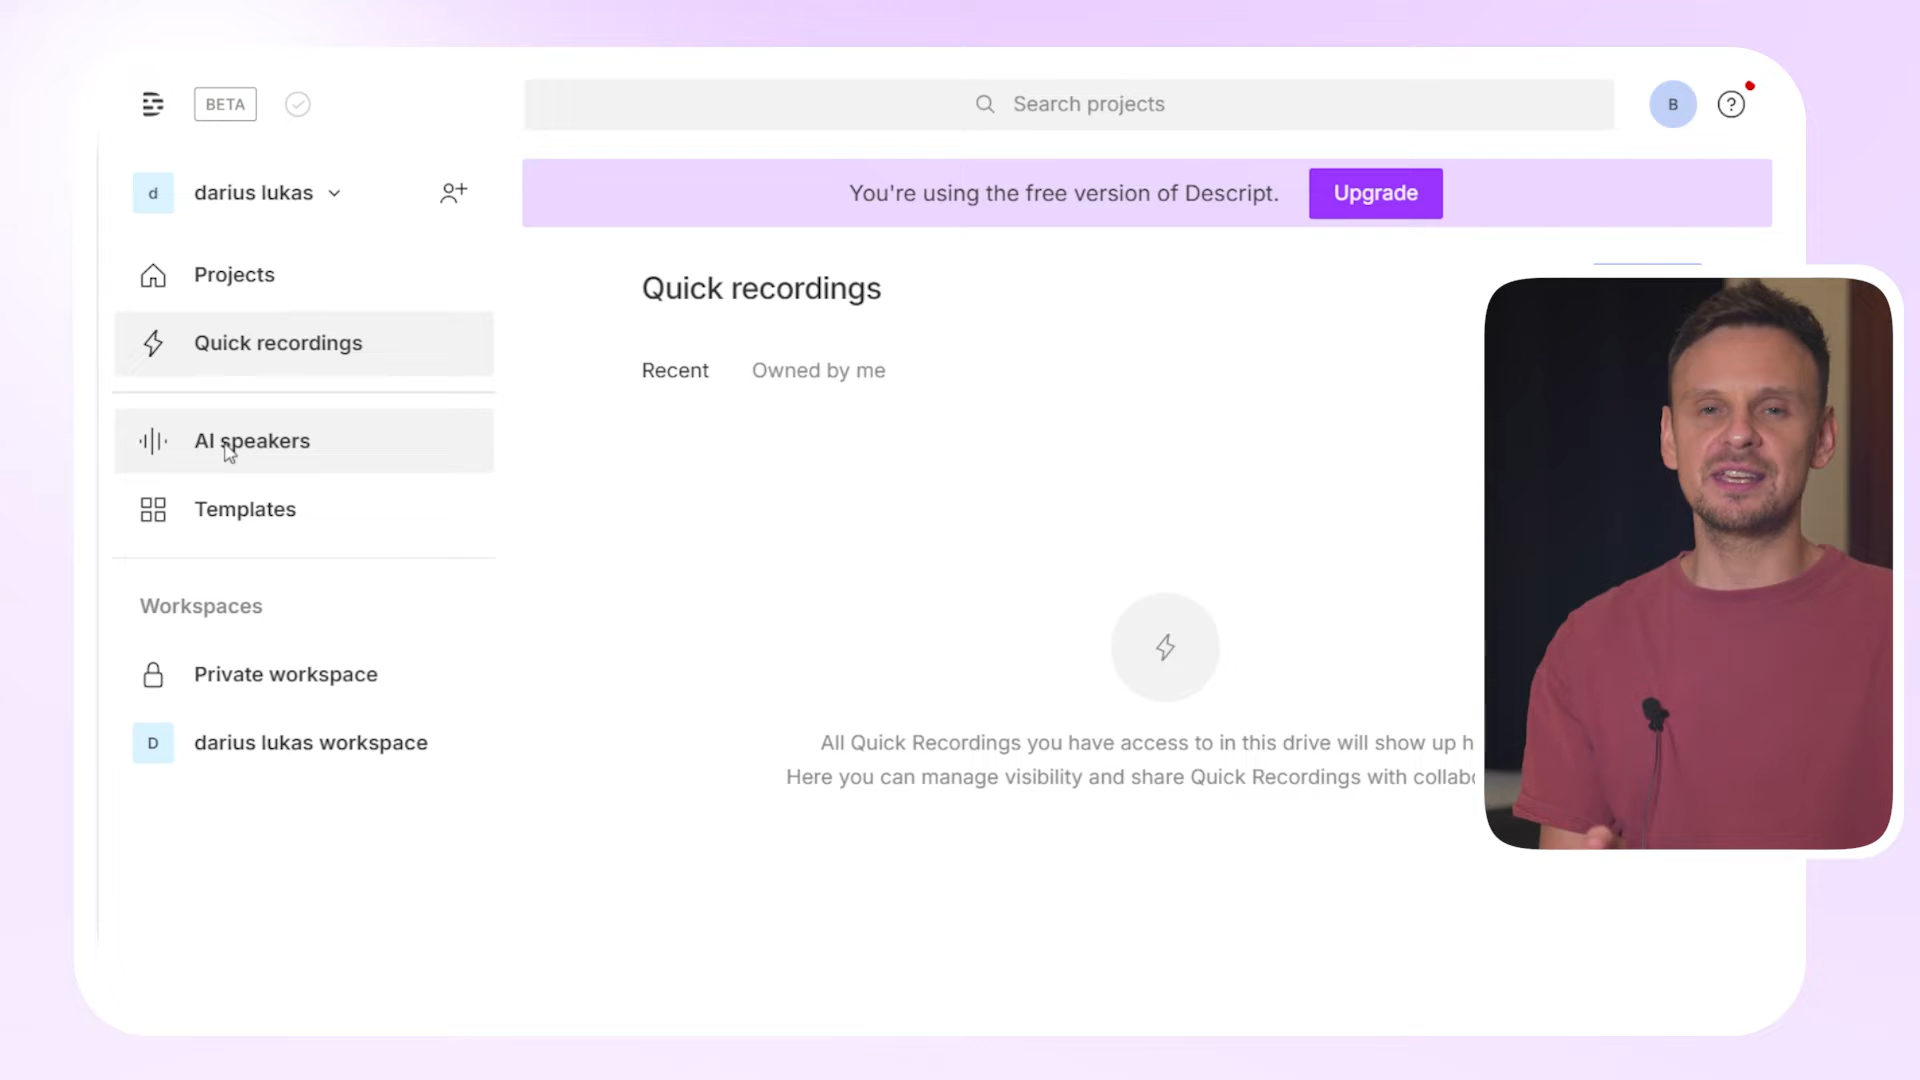 BETA
Search projects
B
?
d
darius lukas
You're using the free version of Descript.
Upgrade
Projects
Quick recordings
AI speakers
Templates
Workspaces
Private workspace
D
darius lukas workspace
Quick recordings
Recent
Owned by me
All Quick Recordings you have access to in this drive will show up h
Here you can manage visibility and share Quick Recordings with collabo